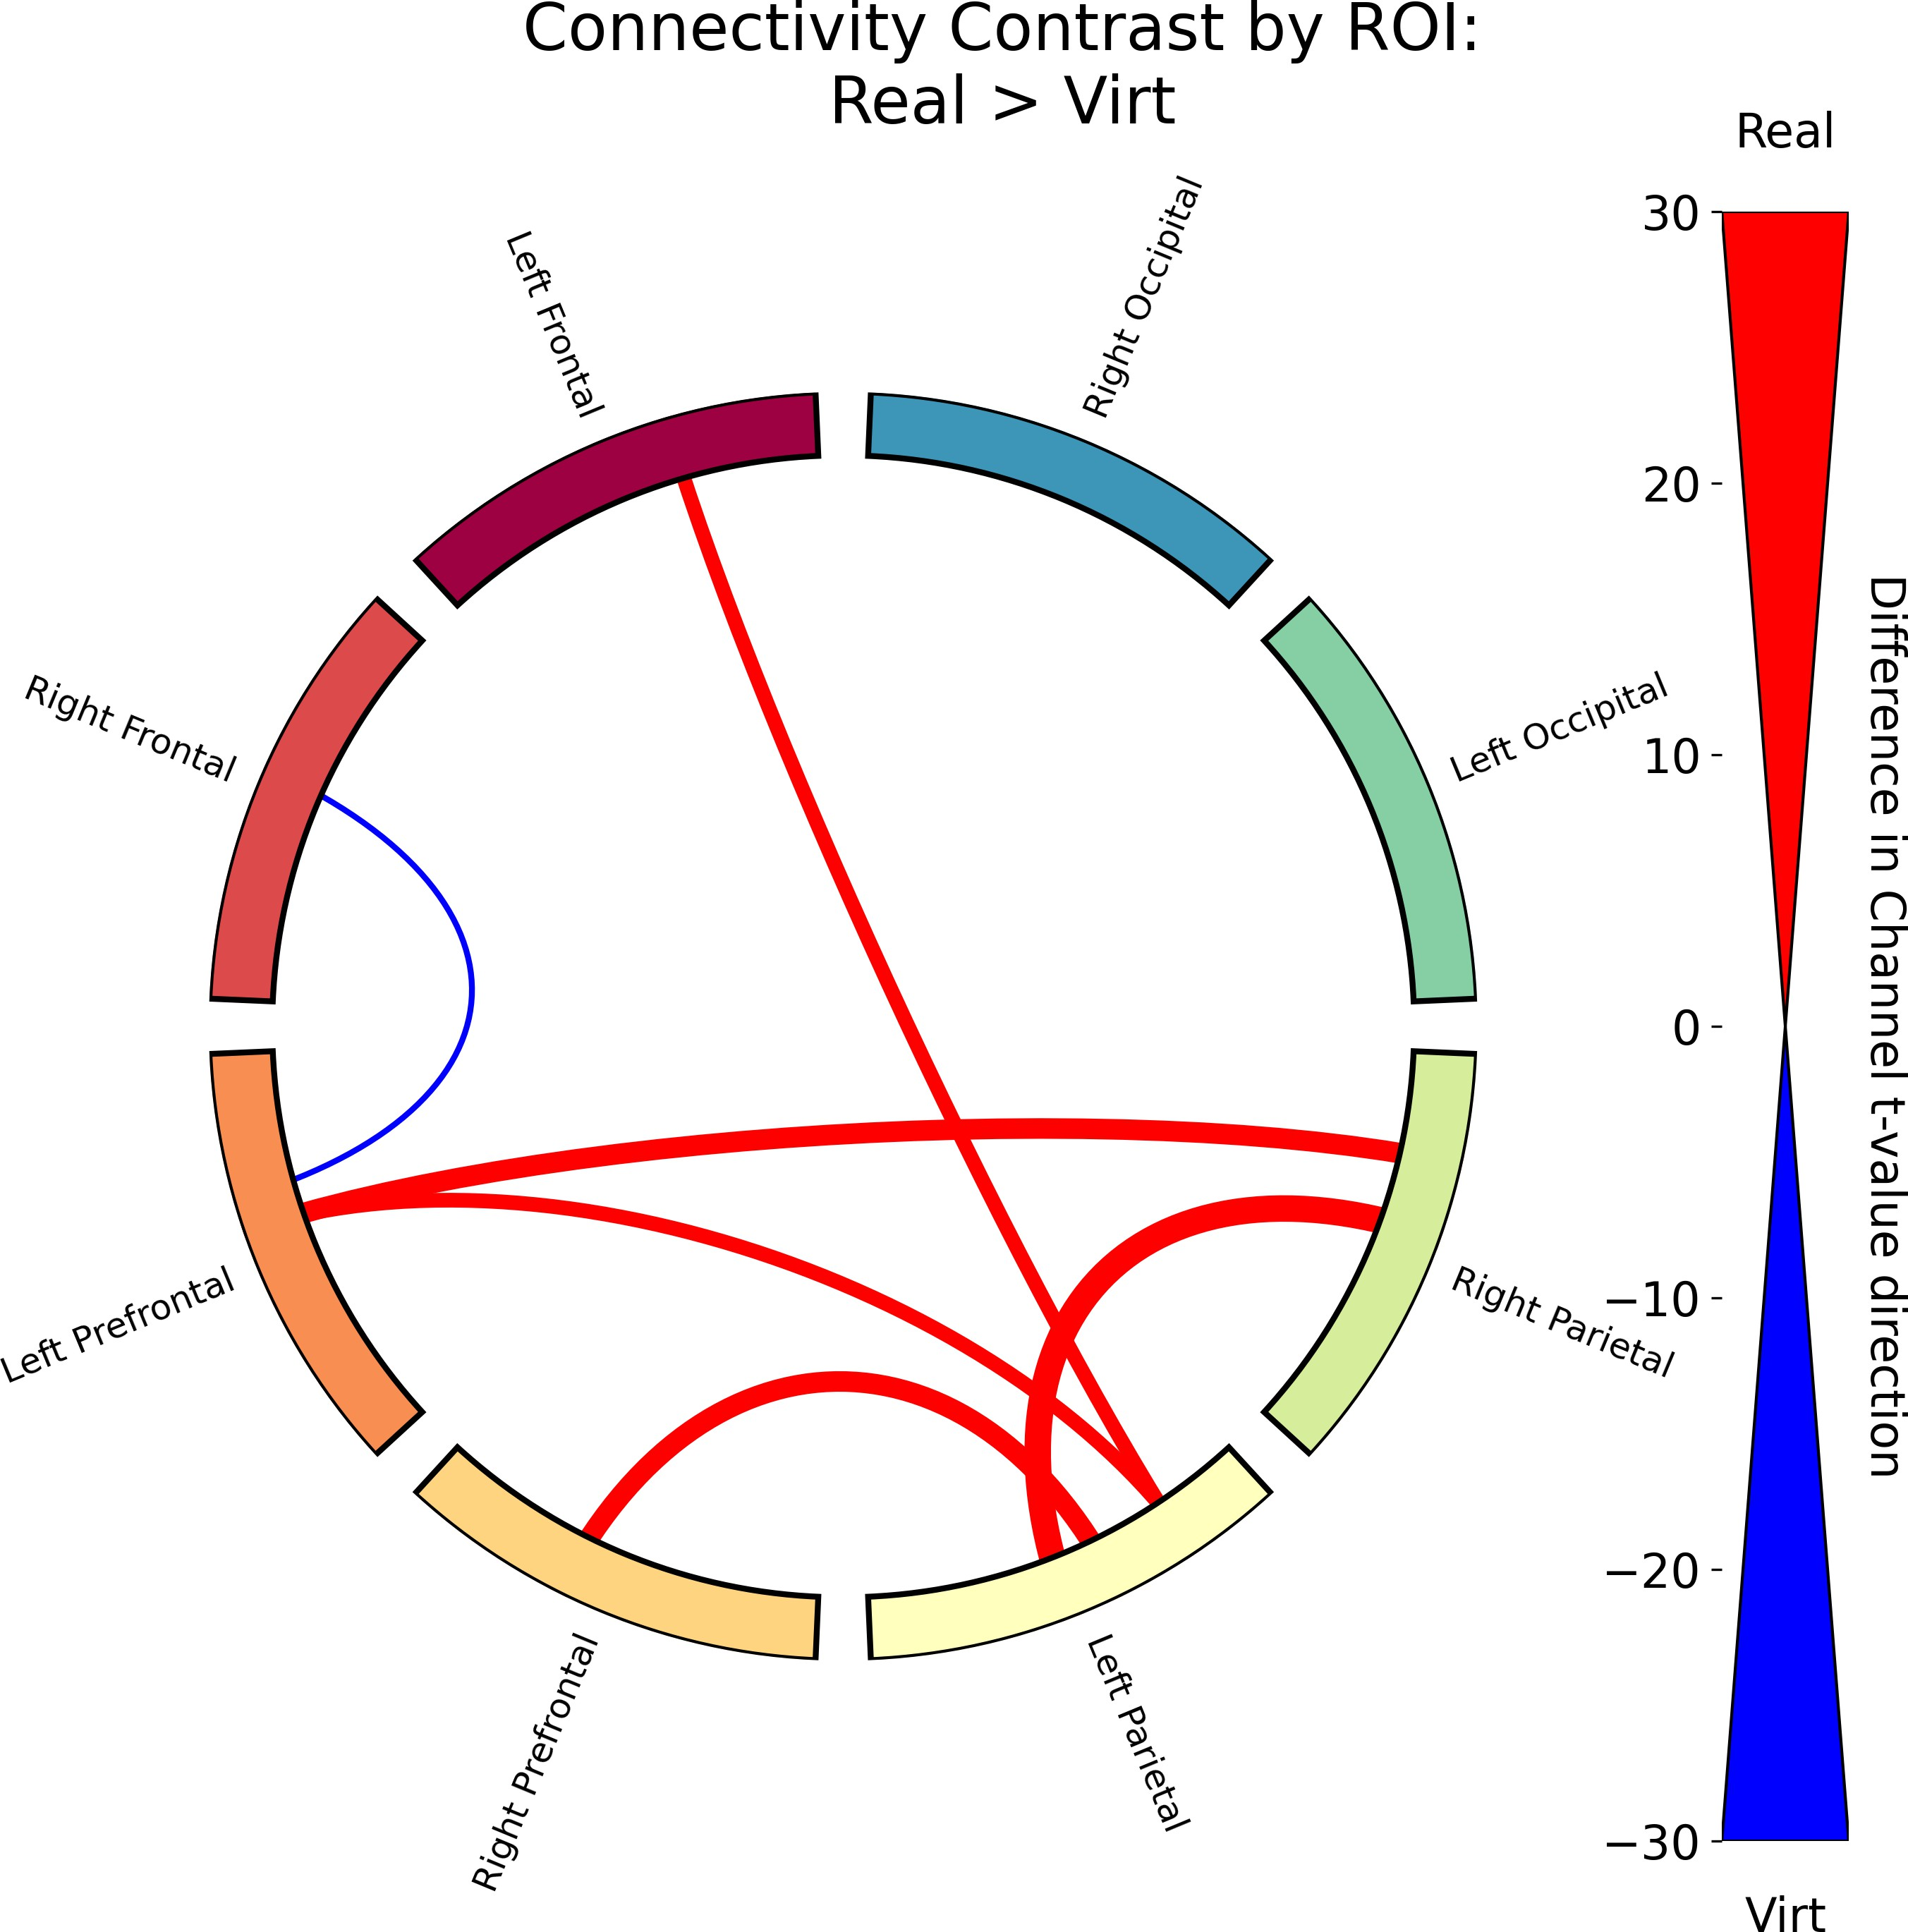 Connectivity Contrast by ROI:
Real > Virt
Real
Right Occipital
Left Frontal
30
20
Right Frontal
Left Occipital
10
0
Difference in Channel t-value direction
Left Prefrontal
Right Parietal
−10
−20
Right Prefrontal
Left Parietal
−30
Virt